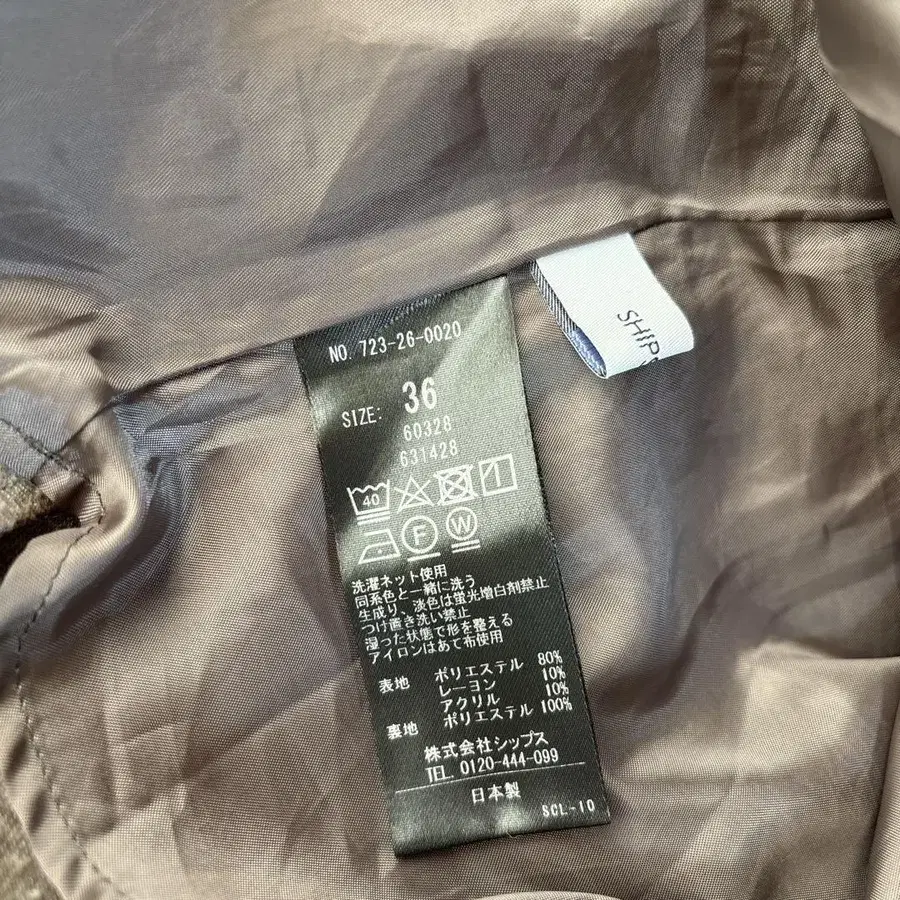 NO. 723-26-0020
SIZE: 36
60328
631428
40
F W
洗濯ネット使用
同系色と一緒に洗う
生成り、淡色は蛍光増白剤禁止
つけ置き洗い禁止
湿った状態で形を整える
アイロンはあて布使用
表地 ポリエステル 80%
レーヨン 10%
アクリル 10%
裏地 ポリエステル 100%
株式会社シップス
TEL. 0120-444-099
日本製
SCL-10
SHIPS